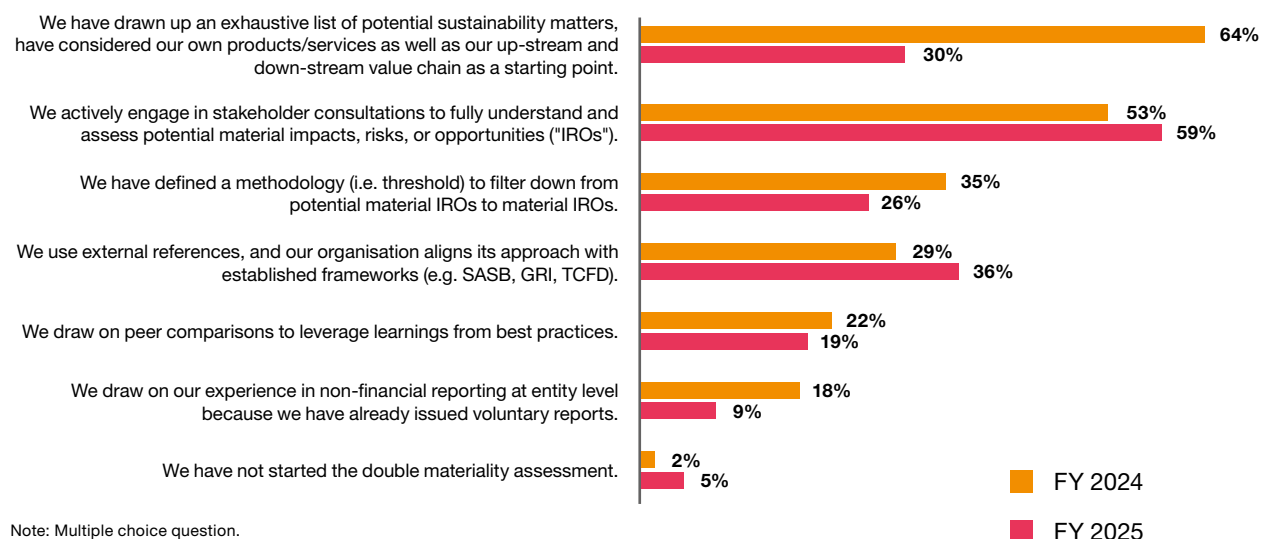 We have drawn up an exhaustive list of potential sustainability matters,
have considered our own products/services as well as our up-stream and
down-stream value chain as a starting point.
64%
30%
We actively engage in stakeholder consultations to fully understand and
assess potential material impacts, risks, or opportunities ("IROs").
53%
59%
We have defined a methodology (i.e. threshold) to filter down from
potential material IROs to material IROs.
35%
26%
We use external references, and our organisation aligns its approach with
established frameworks (e.g. SASB, GRI, TCFD).
29%
36%
We draw on peer comparisons to leverage learnings from best practices.
22%
19%
We draw on our experience in non-financial reporting at entity level
because we have already issued voluntary reports.
18%
9%
We have not started the double materiality assessment.
2%
5%
FY 2024
FY 2025
Note: Multiple choice question.